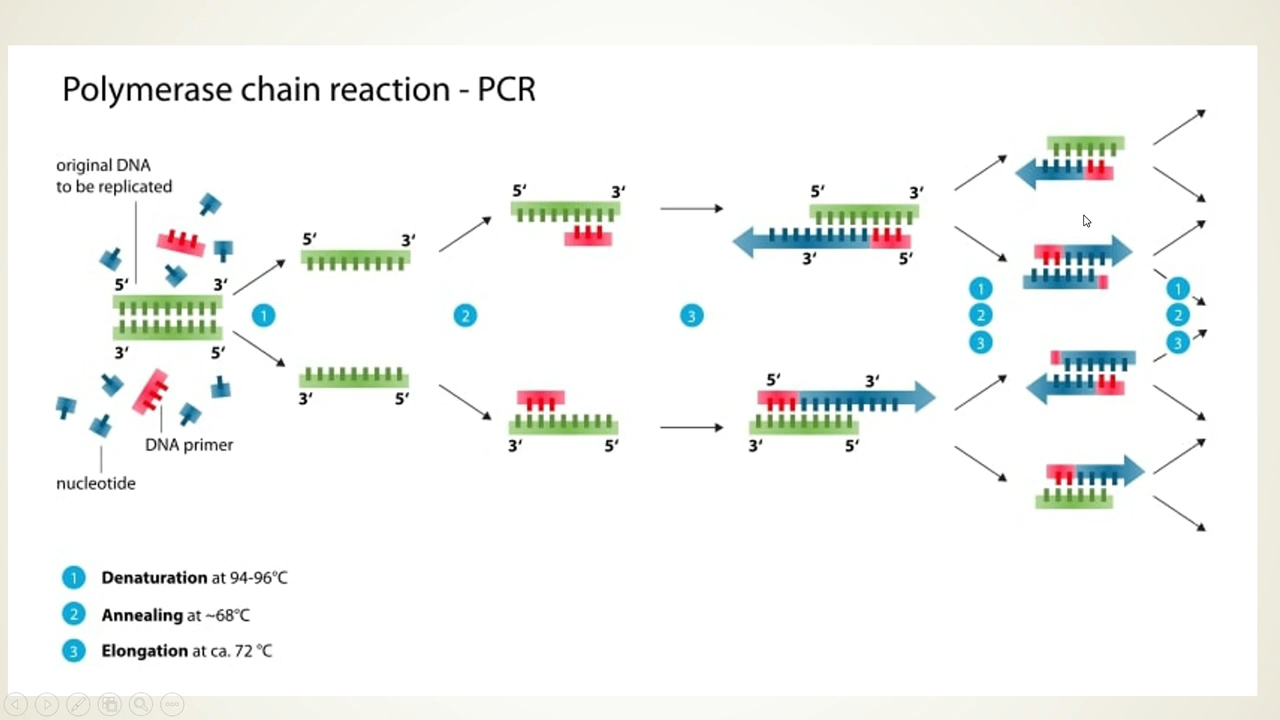 Polymerase chain reaction - PCR
original DNA
to be replicated
5‘ 3‘
3‘ 5‘
DNA primer
nucleotide
1
5‘ 3‘
3‘ 5‘
2
5‘ 3‘
3‘ 5‘
3
5‘ 3‘
3‘ 5‘
5‘ 3‘
3‘ 5‘
1
2
3
1
2
3
1 Denaturation at 94-96°C
2 Annealing at ~68°C
3 Elongation at ca. 72 °C